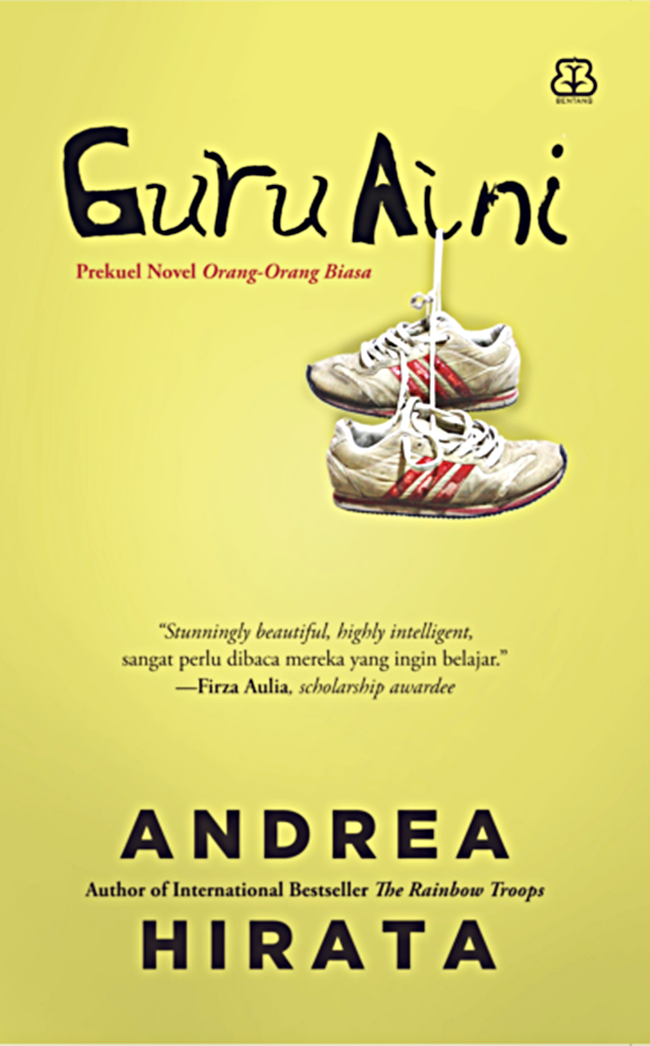 BENTANG
Guru Aini
Prekuel Novel Orang-Orang Biasa
“Stunningly beautiful, highly intelligent,
sangat perlu dibaca mereka yang ingin belajar.”
—Firza Aulia, scholarship awardee
ANDREA
Author of International Bestseller The Rainbow Troops
HIRATA